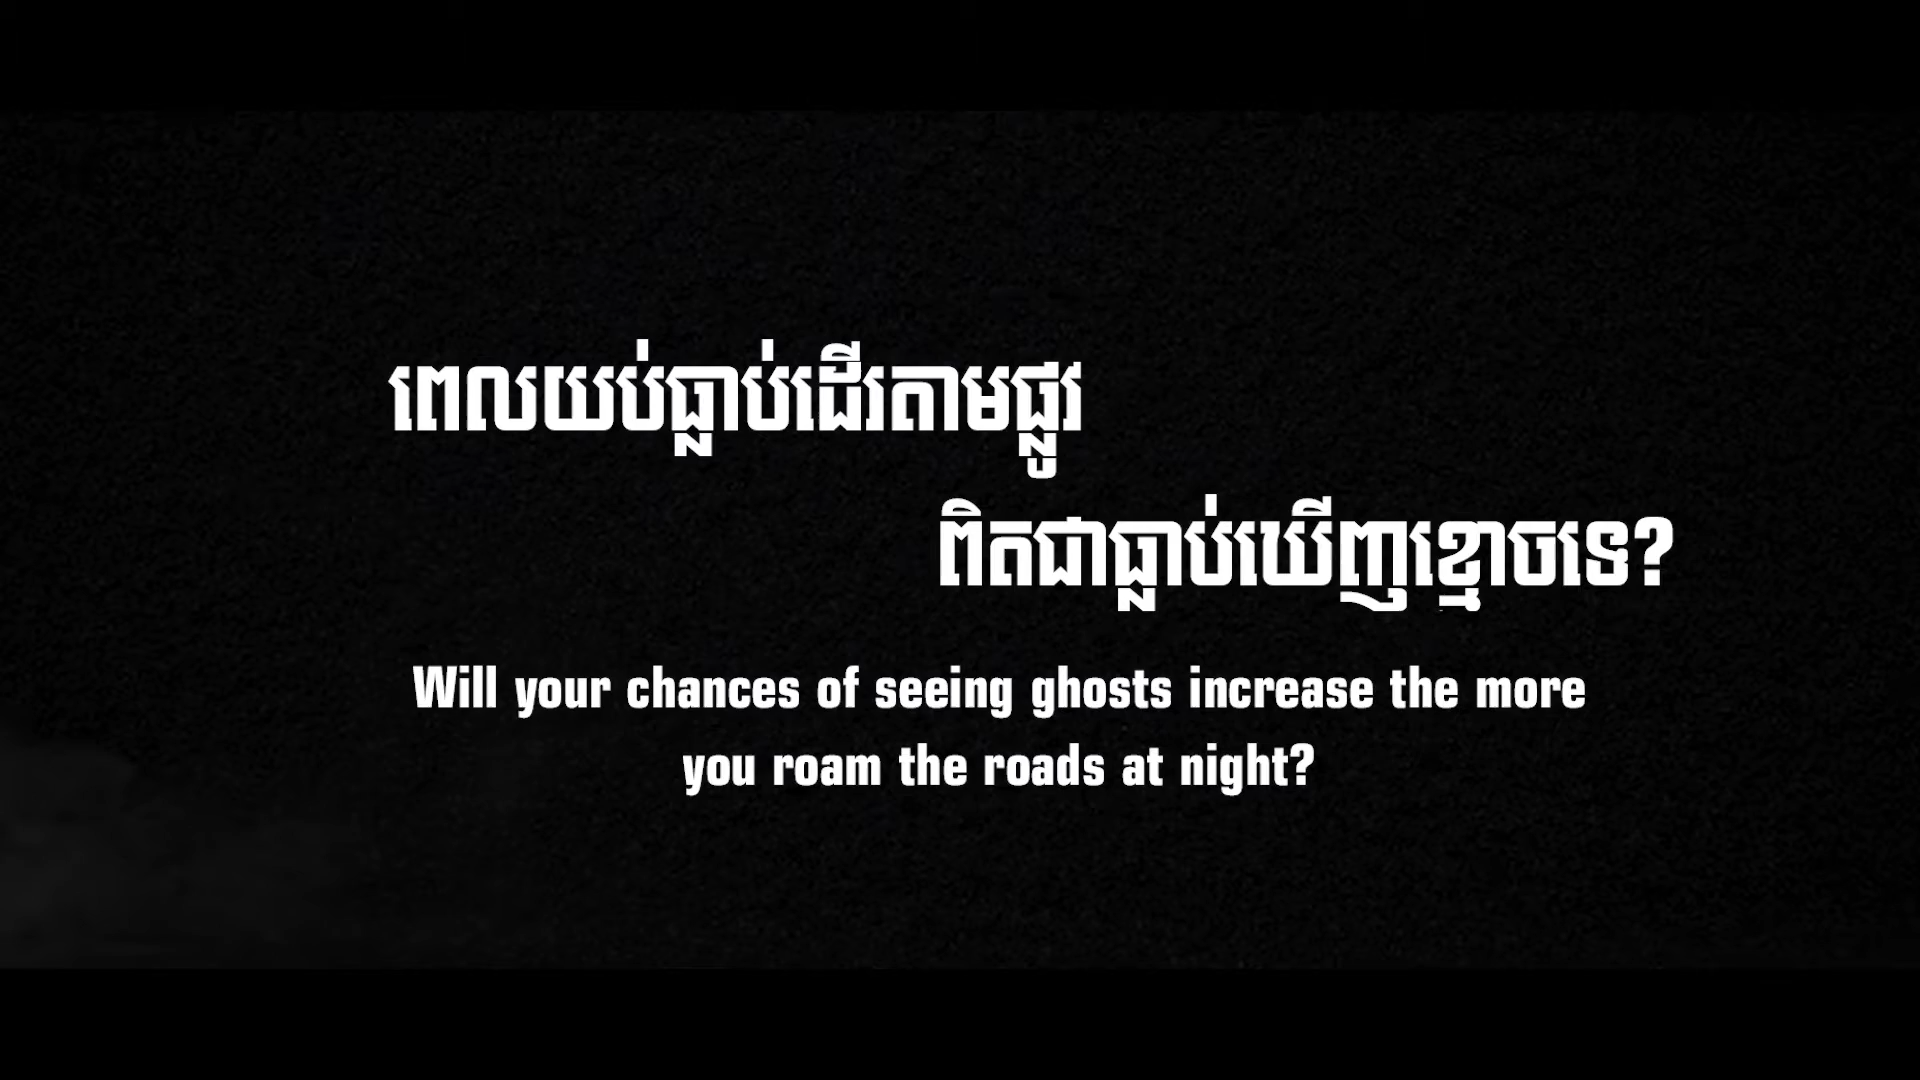 ពេលយប់ធ្លាប់ដើរតាមផ្លូវ
ពិតជាធ្លាប់ឃើញខ្មោចទេ?
Will your chances of seeing ghosts increase the more
you roam the roads at night?